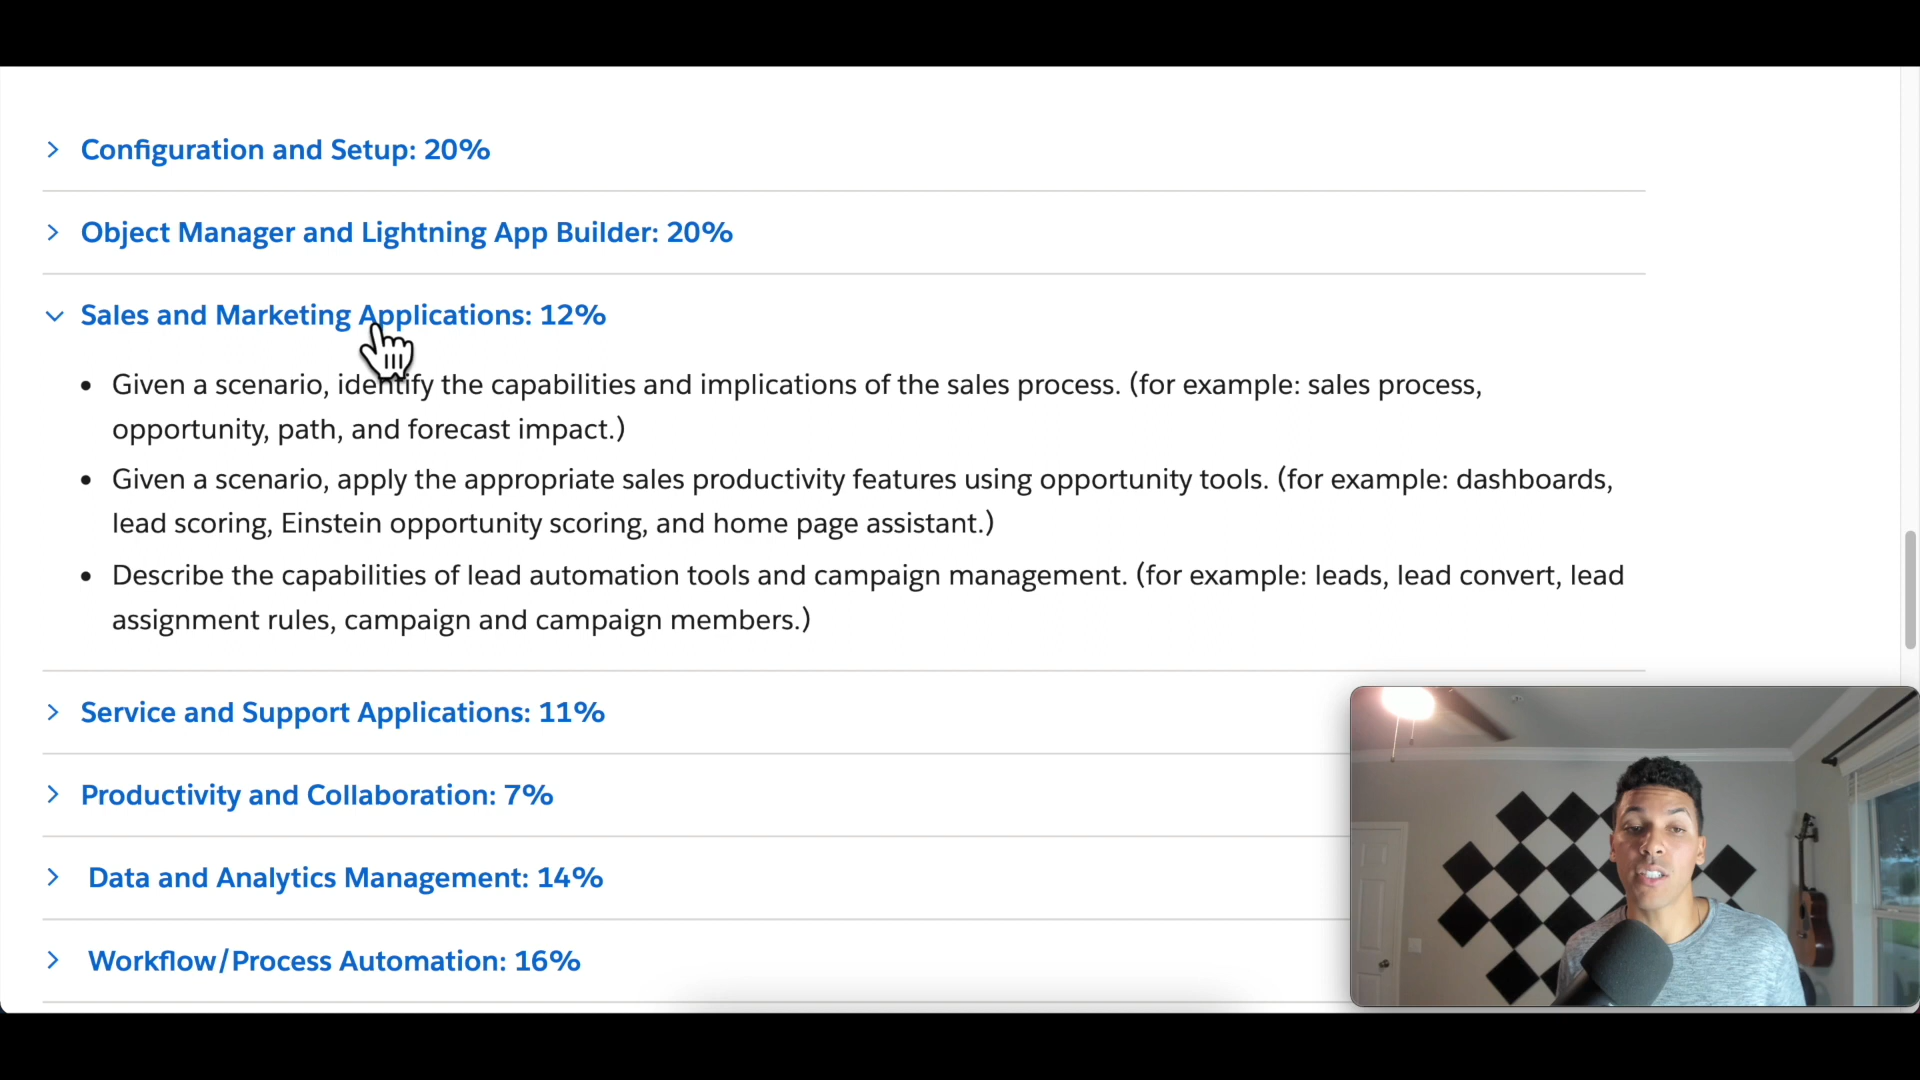 Configuration and Setup: 20%
Object Manager and Lightning App Builder: 20%
Sales and Marketing Applications: 12%
Given a scenario, identify the capabilities and implications of the sales process. (for example: sales process,
opportunity, path, and forecast impact.)
Given a scenario, apply the appropriate sales productivity features using opportunity tools. (for example: dashboards,
lead scoring, Einstein opportunity scoring, and home page assistant.)
Describe the capabilities of lead automation tools and campaign management. (for example: leads, lead convert, lead
assignment rules, campaign and campaign members.)
Service and Support Applications: 11%
Productivity and Collaboration: 7%
Data and Analytics Management: 14%
Workflow/Process Automation: 16%